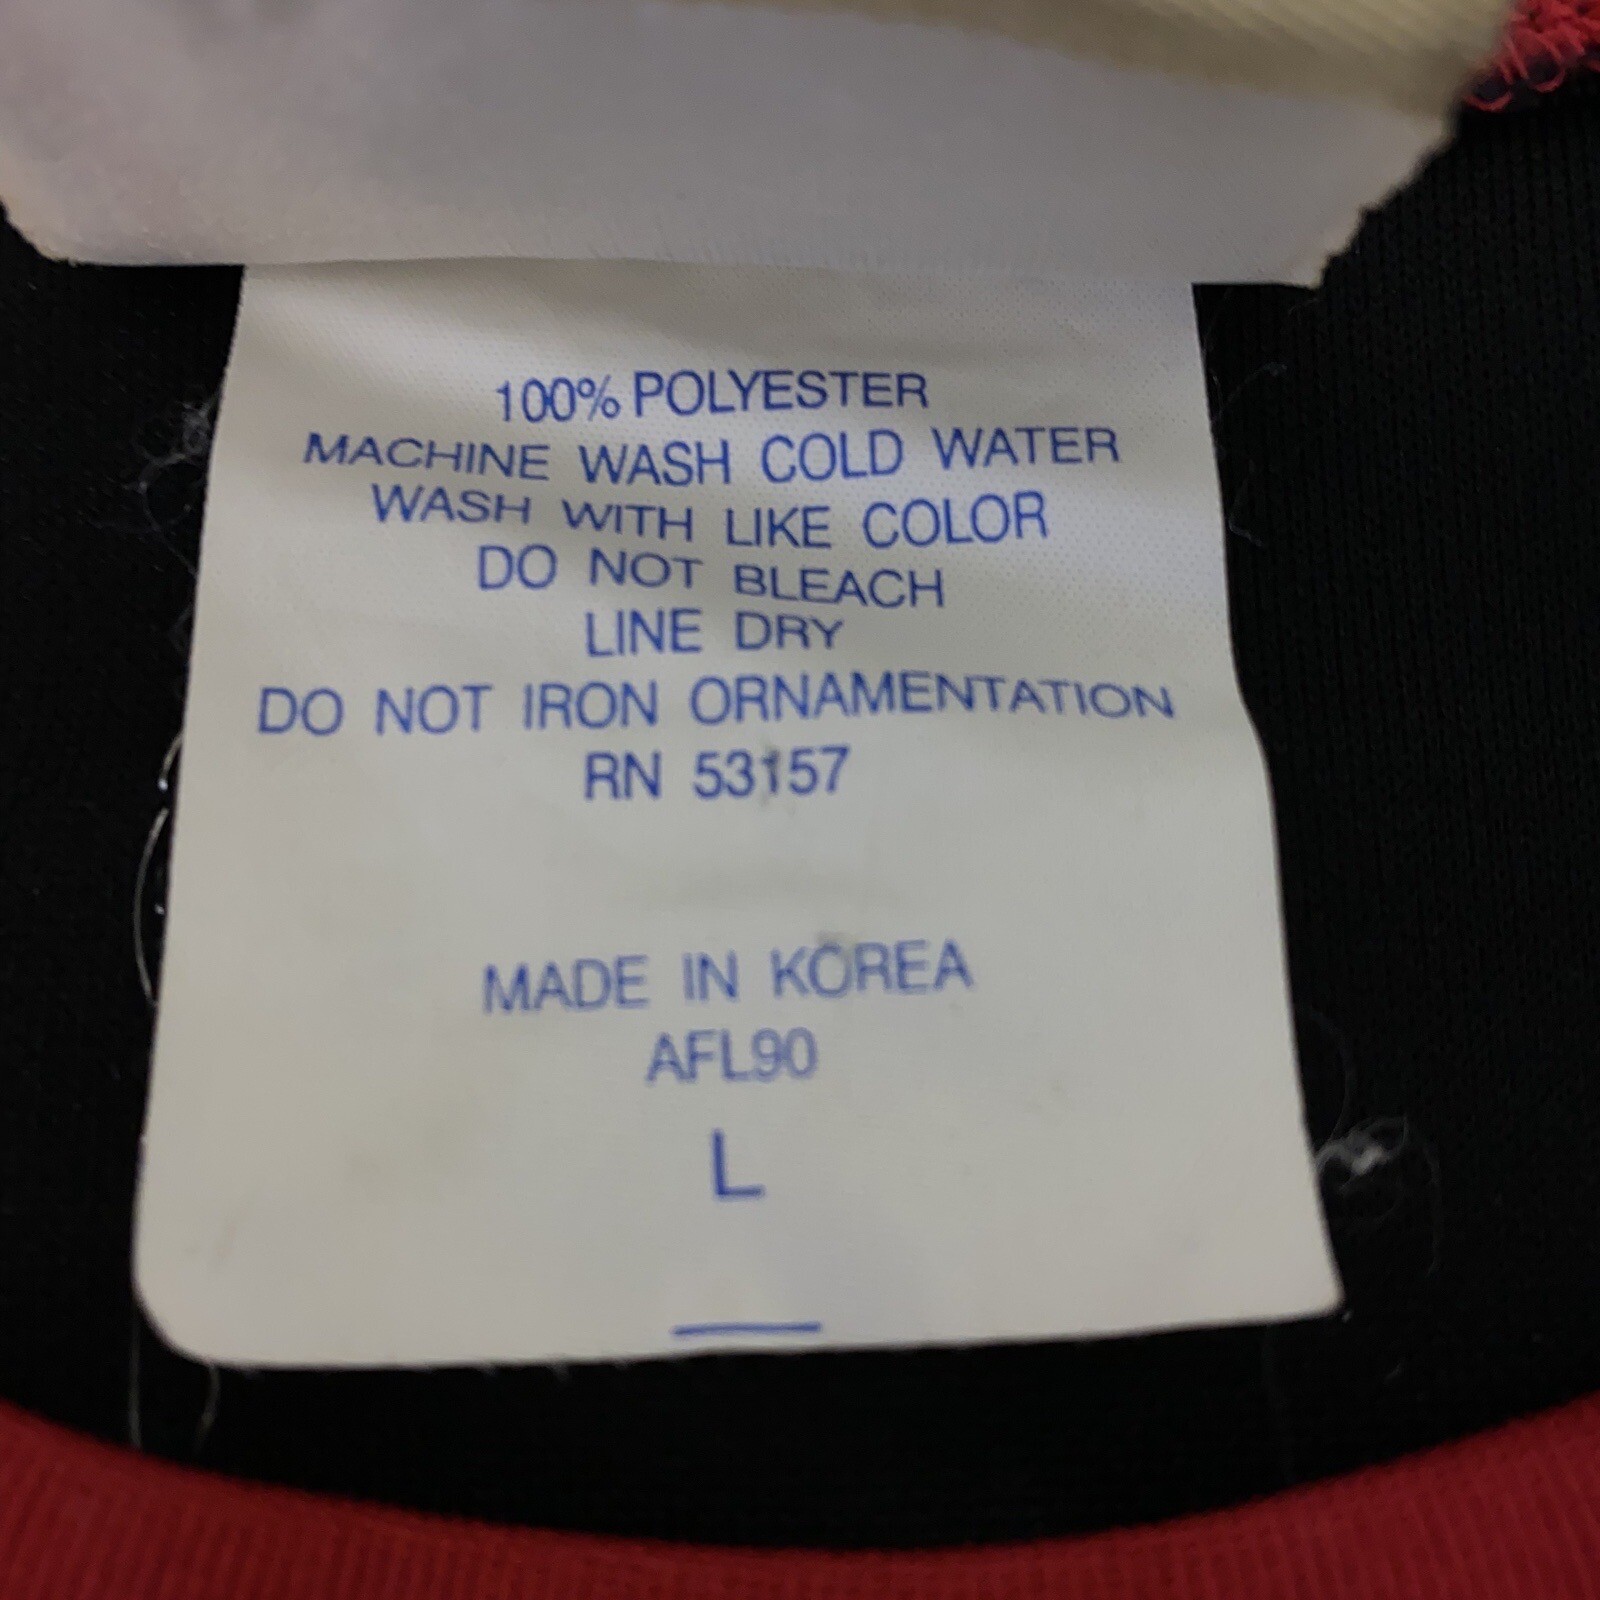 100% POLYESTER
MACHINE WASH COLD WATER
WASH WITH LIKE COLOR
DO NOT BLEACH
LINE DRY
DO NOT IRON ORNAMENTATION
RN 53157
MADE IN KOREA
AFL90
L